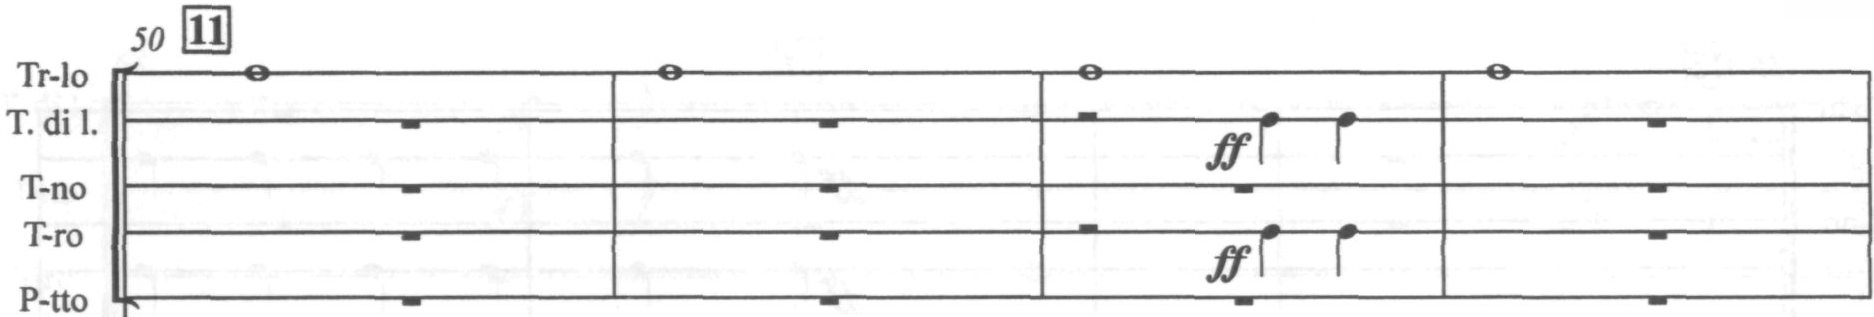 50 11
Tr-lo
T. di l.
ff
T-no
T-ro
ff
P-tto